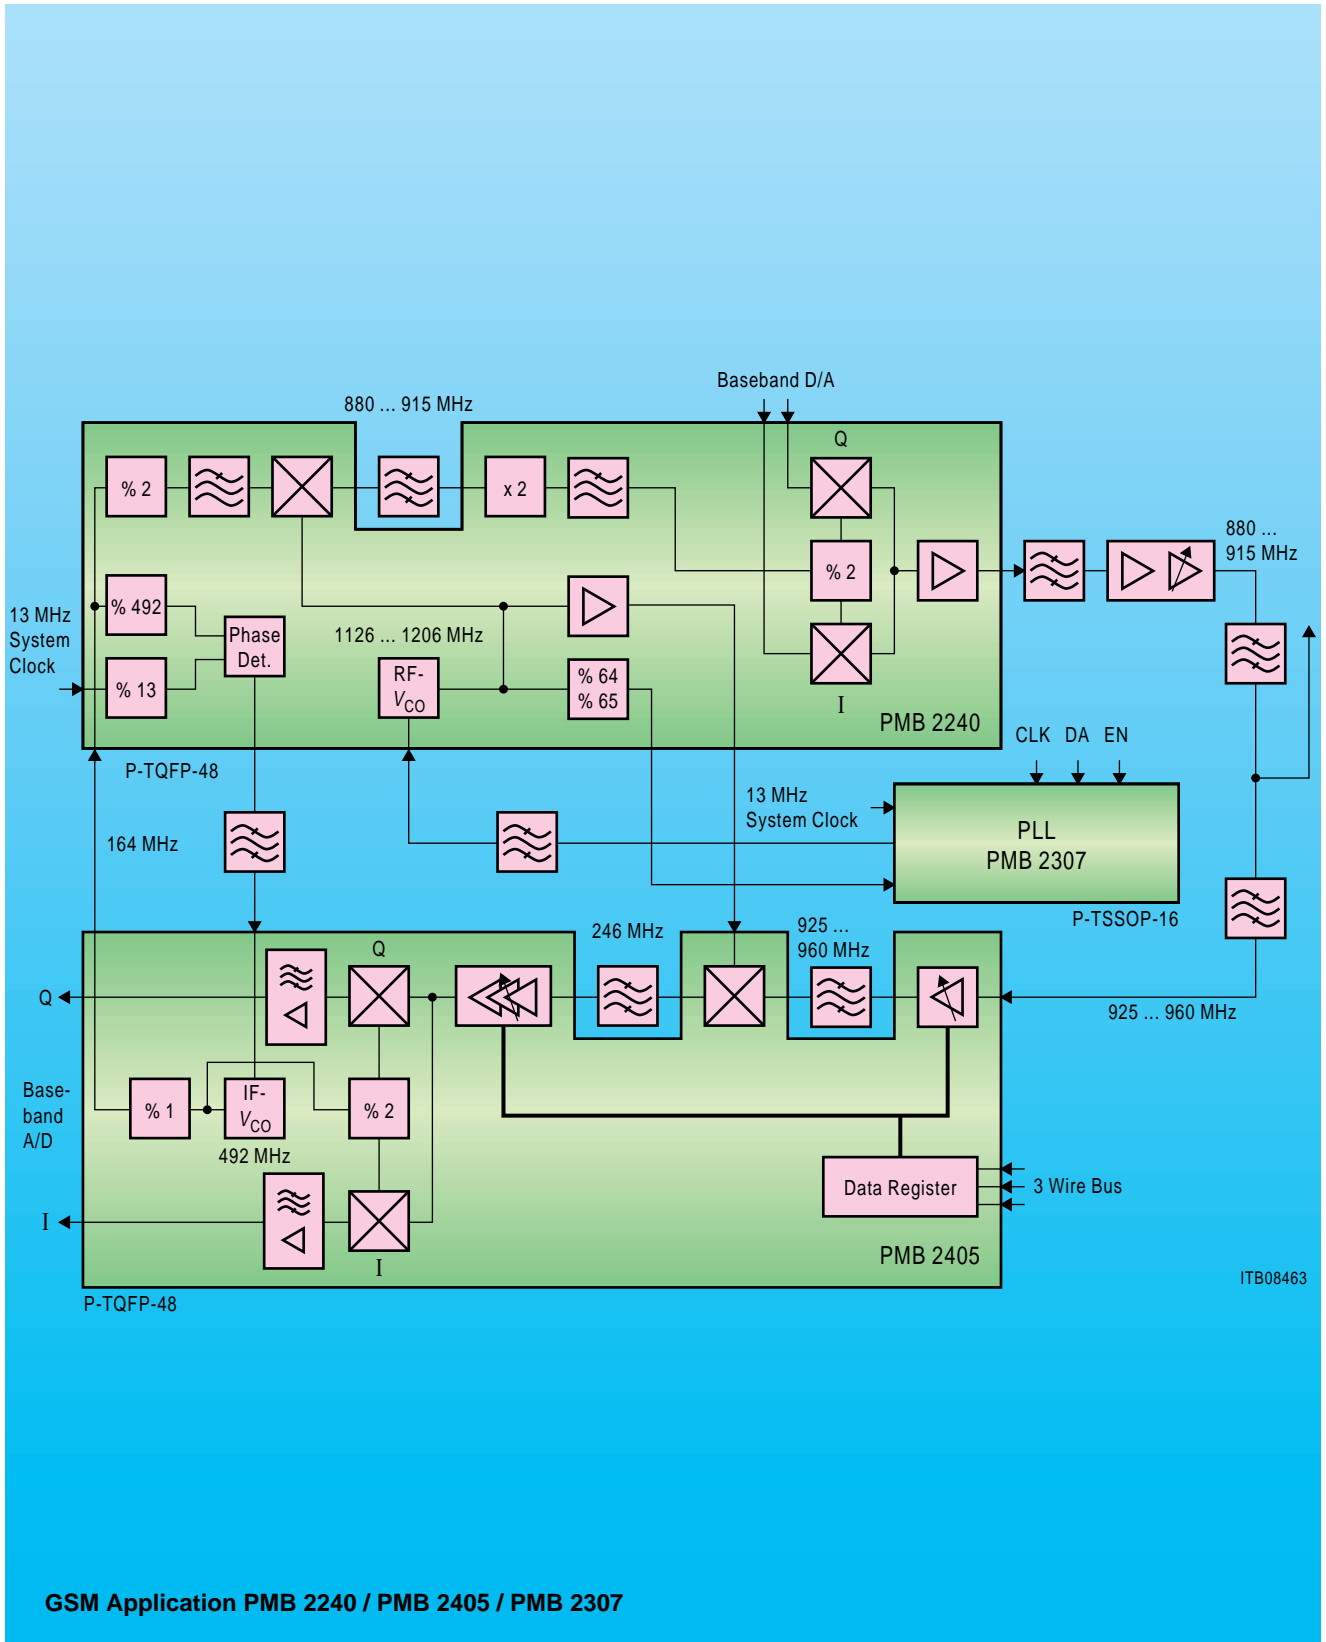 Baseband D/A
880 ... 915 MHz
Q
% 2
x 2
880 ...
915 MHz
% 2
% 492
13 MHz
System
Clock
Phase
Det.
1126 ... 1206 MHz
% 13
RF-
VCO
% 64
% 65
I
PMB 2240
P-TQFP-48
CLK DA EN
13 MHz
System Clock
PLL
PMB 2307
164 MHz
P-TSSOP-16
246 MHz
925 ...
960 MHz
Q
Q
925 ... 960 MHz
Base-
band
A/D
% 1
IF-
VCO
% 2
492 MHz
Data Register
3 Wire Bus
I
I
PMB 2405
ITB08463
P-TQFP-48
GSM Application PMB 2240 / PMB 2405 / PMB 2307